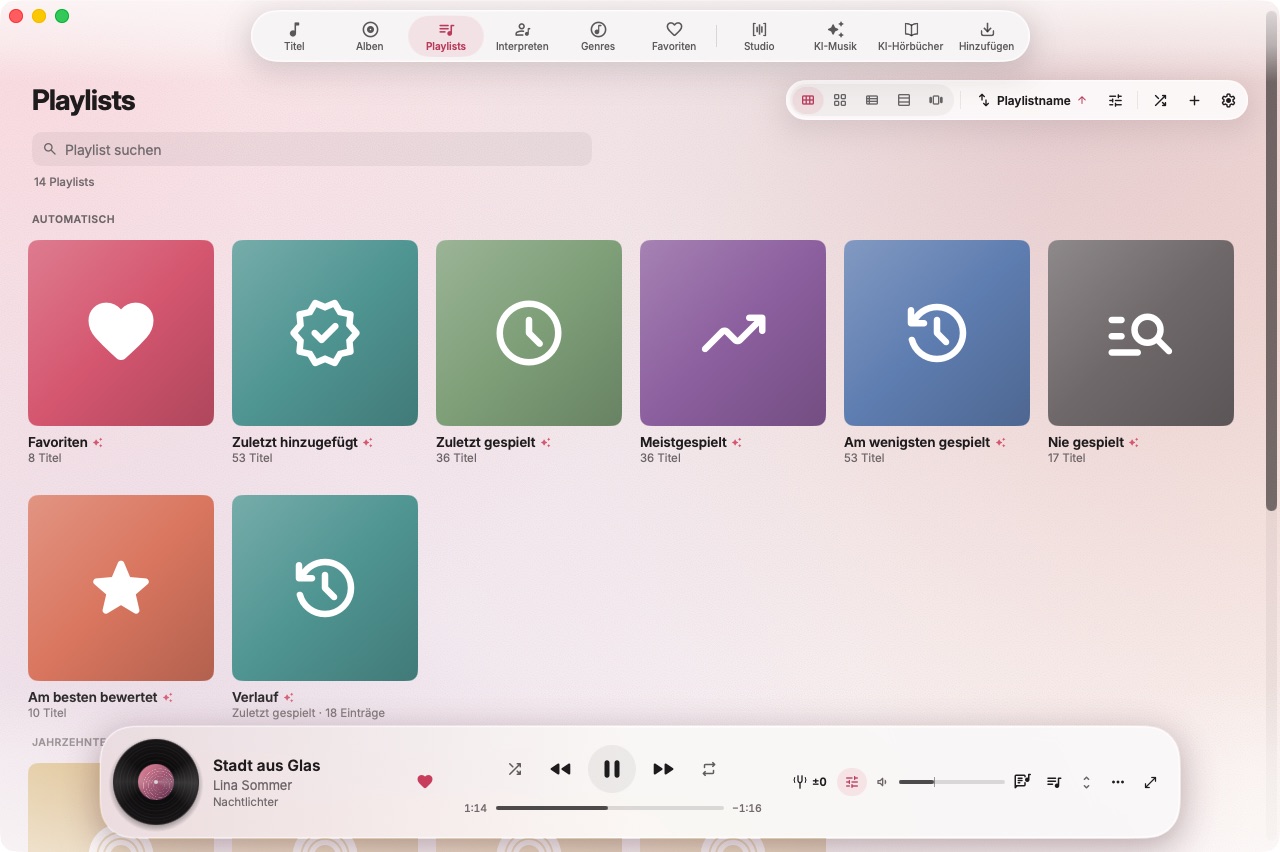 Titel
Alben
Playlists
Interpreten
Genres
Favoriten
Studio
KI-Musik
KI-Hörbücher
Hinzufügen
Playlists
Playlistname
Playlist suchen
14 Playlists
AUTOMATISCH
Favoriten
8 Titel
Zuletzt hinzugefügt
53 Titel
Zuletzt gespielt
36 Titel
Meistgespielt
36 Titel
Am wenigsten gespielt
53 Titel
Nie gespielt
17 Titel
Am besten bewertet
10 Titel
Verlauf
Zuletzt gespielt · 18 Einträge
JAHRZEHNTE
Stadt aus Glas
Lina Sommer
Nachtlichter
1:14
−1:16
±0